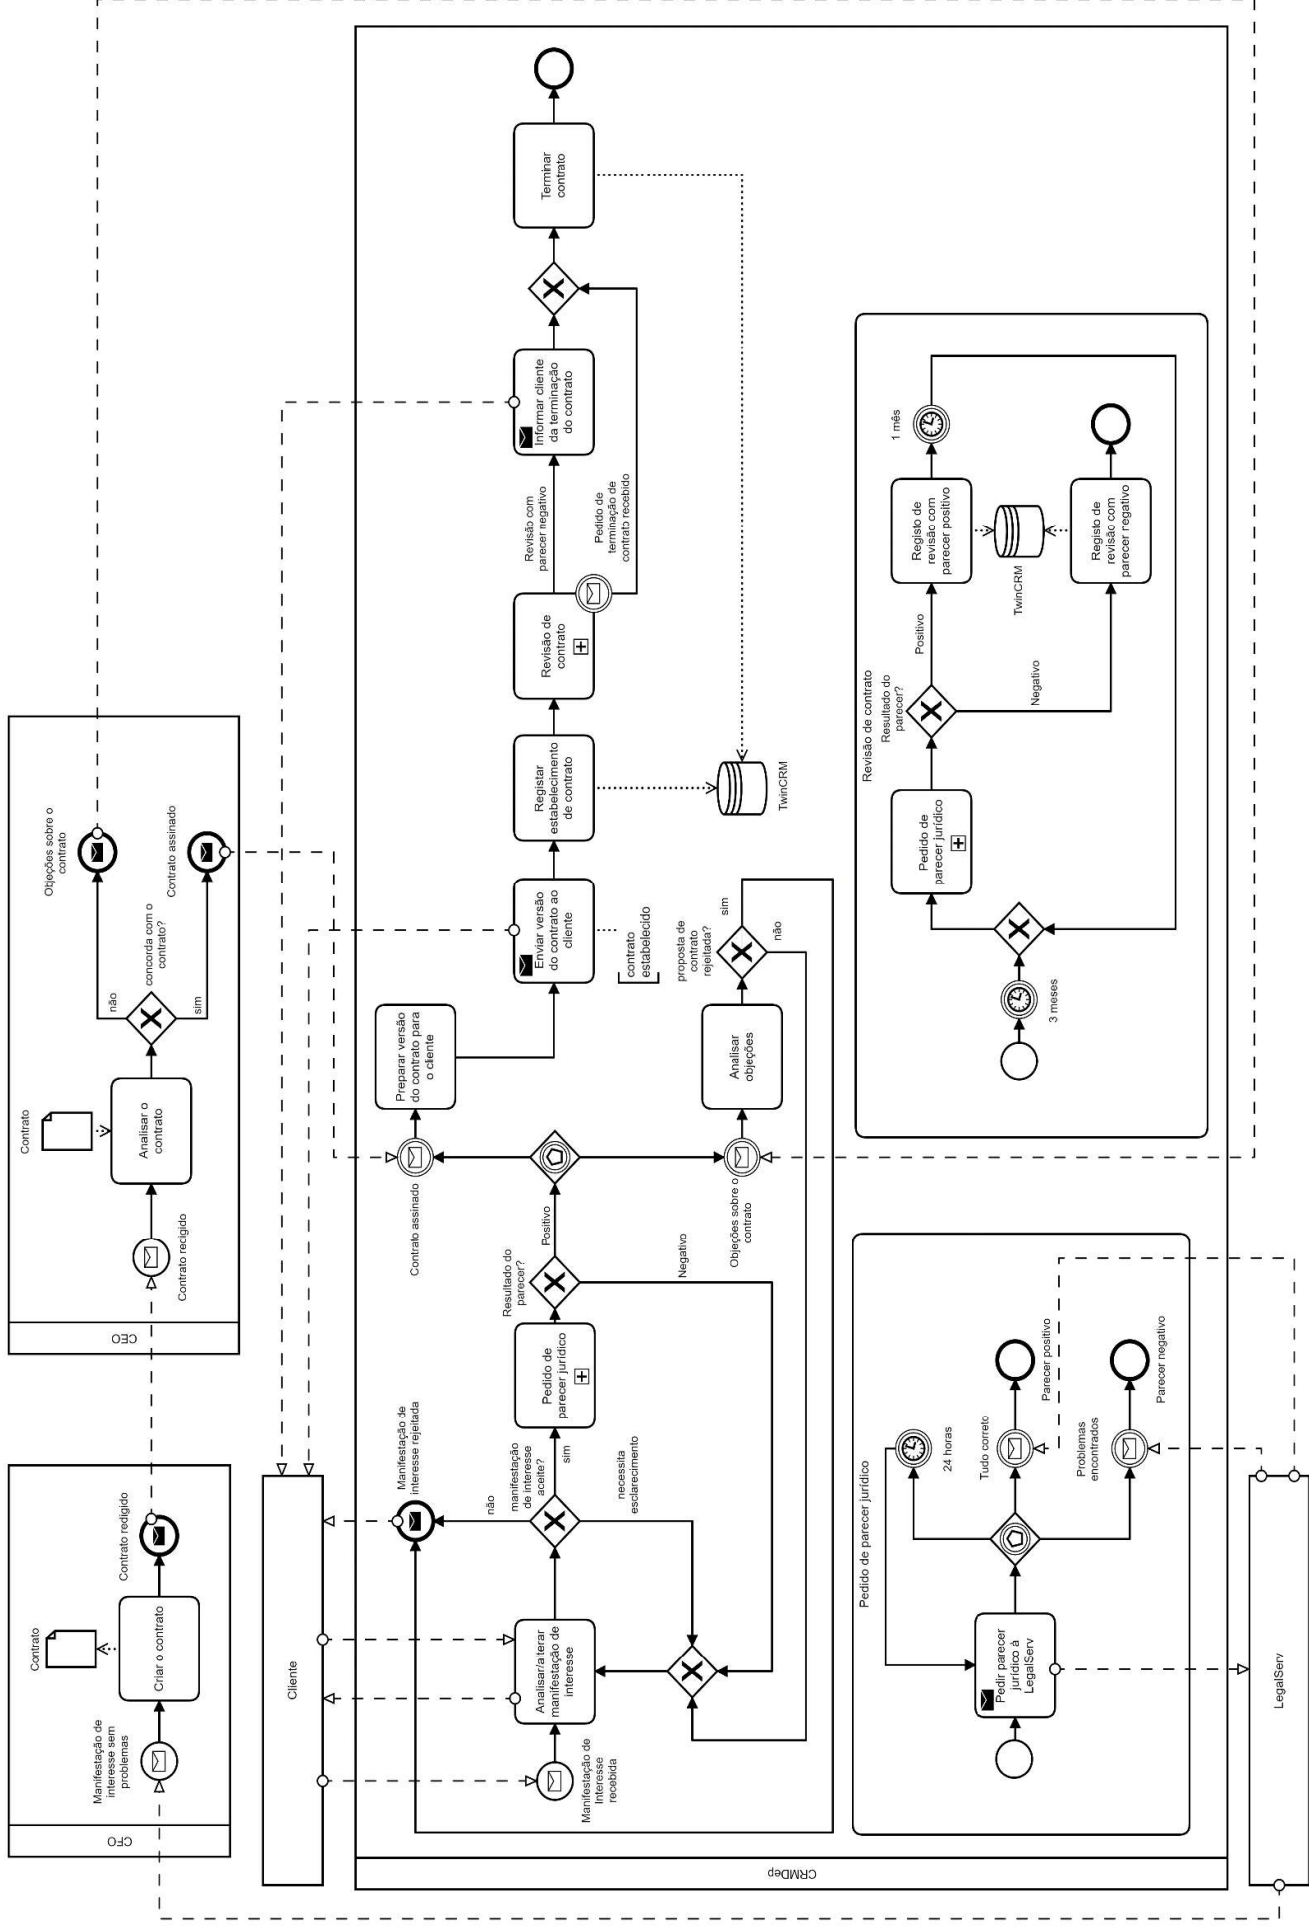 CFO
Manifestação de
interesse sem
problemas
Criar o contrato
Contrato
Contrato redigido
CEO
Contrato recigido
Analisar o
contrato
Contrato
concorda com o
contrato?
não
sim
Objeções sobre o
contrato
Contrato assinado
Cliente
CRMDep
Manifestação de
Interesse
recebida
Analisar/alterar
manifestação de
interesse
manifestação
de interesse
aceite?
não
sim
necessita
esclarecimento
Manifestação de
interesse rejeitada
Pedido de
parecer jurídico
Resultado do
parecer?
Positivo
Negativo
Contrato assinado
Objeções sobre o
contrato
Preparar versão
do contrato para
o cliente
Analisar
objeções
proposta de
contrato
rejeitada?
sim
não
Enviar versão
do contrato ao
cliente
contrato
estabelecido
Registar
estabelecimento
de contrato
TwinCRM
Revisão de
contrato
Revisão com
parecer negativo
Pedido de
terminação de
contrato recebido
Informar cliente
da terminação
do contrato
Terminar
contrato
Pedido de parecer jurídico
Pedir parecer
jurídico à
LegalServ
24 horas
Tudo correto
Parecer positivo
Problemas
encontrados
Parecer negativo
Revisão de contrato
3 meses
Pedido de
parecer jurídico
Resultado do
parecer?
Positivo
Negativo
Registo de
revisão com
parecer positivo
TwinCRM
Registo de
revisão com
parecer negativo
1 mês
LegalServ